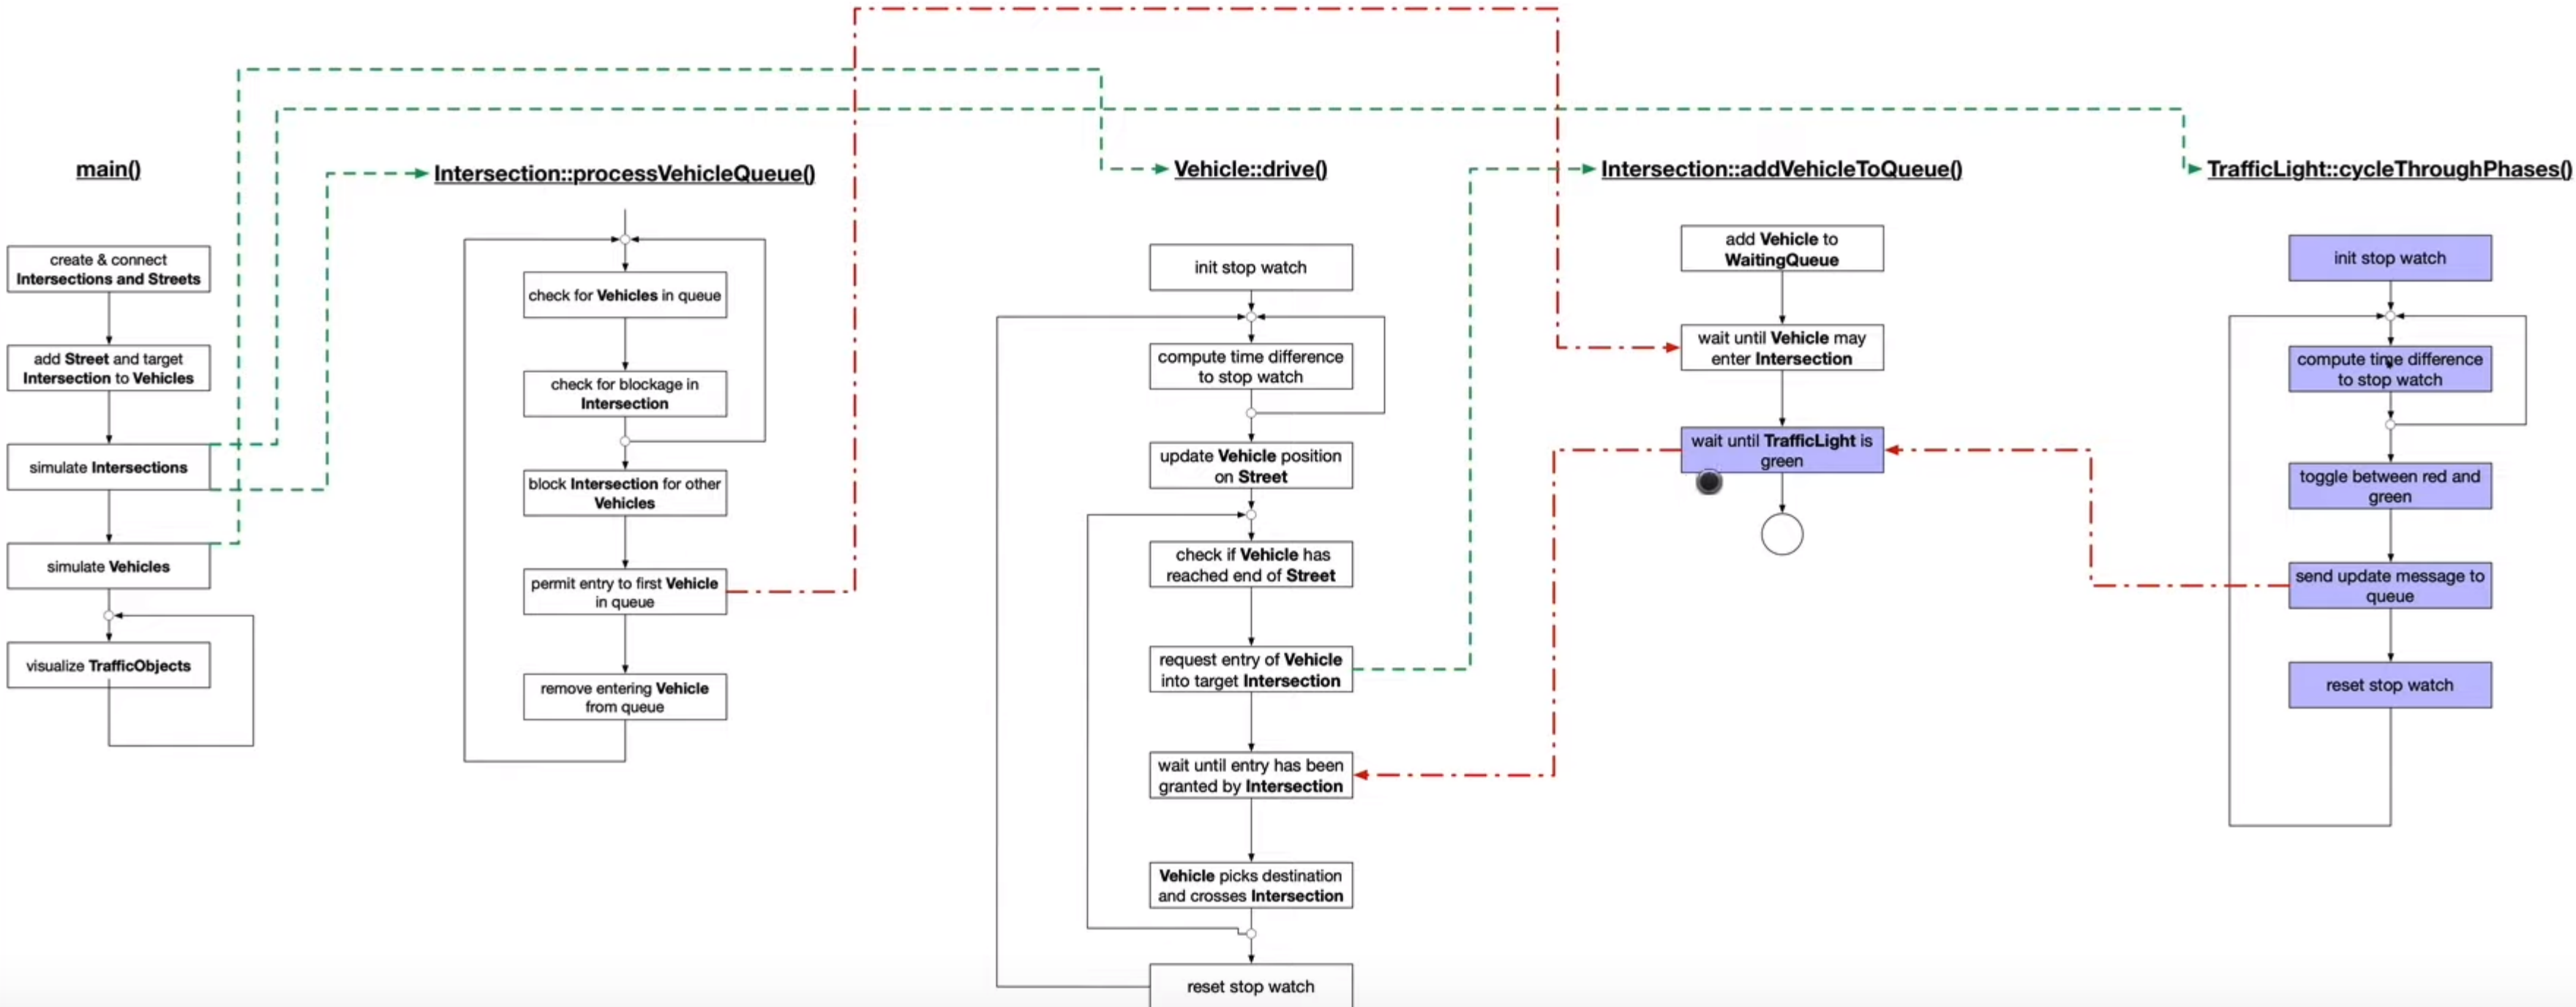 main()
create & connect
Intersections and Streets
add Street and target
Intersection to Vehicles
simulate Intersections
simulate Vehicles
visualize TrafficObjects
Intersection::processVehicleQueue()
check for Vehicles in queue
check for blockage in
Intersection
block Intersection for other
Vehicles
permit entry to first Vehicle
in queue
remove entering Vehicle
from queue
Vehicle::drive()
init stop watch
compute time difference
to stop watch
update Vehicle position
on Street
check if Vehicle has
reached end of Street
request entry of Vehicle
into target Intersection
wait until entry has been
granted by Intersection
Vehicle picks destination
and crosses Intersection
reset stop watch
Intersection::addVehicleToQueue()
add Vehicle to
WaitingQueue
wait until Vehicle may
enter Intersection
wait until TrafficLight is
green
TrafficLight::cycleThroughPhases()
init stop watch
compute time difference
to stop watch
toggle between red and
green
send update message to
queue
reset stop watch